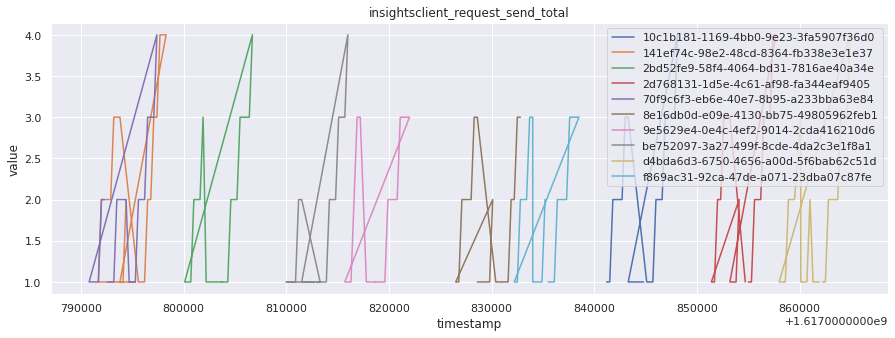 insightsclient_request_send_total
10c1b181-1169-4bb0-9e23-3fa5907f36d0
141ef74c-98e2-48cd-8364-fb338e3e1e37
2bd52fe9-58f4-4064-bd31-7816ae40a34e
2d768131-1d5e-4c61-af98-fa344eaf9405
70f9c6f3-eb6e-40e7-8b95-a233bba63e84
8e16db0d-e09e-4130-bb75-49805962feb1
9e5629e4-0e4c-4ef2-9014-2cda416210d6
be752097-3a27-499f-8cde-4da2c3e1f8a1
d4bda6d3-6750-4656-a00d-5f6bab62c51d
f869ac31-92ca-47de-a071-23dba07c87fe
4.0
3.5
3.0
2.5
2.0
1.5
1.0
value
790000 800000 810000 820000 830000 840000 850000 860000
+1.6170000000e9
timestamp